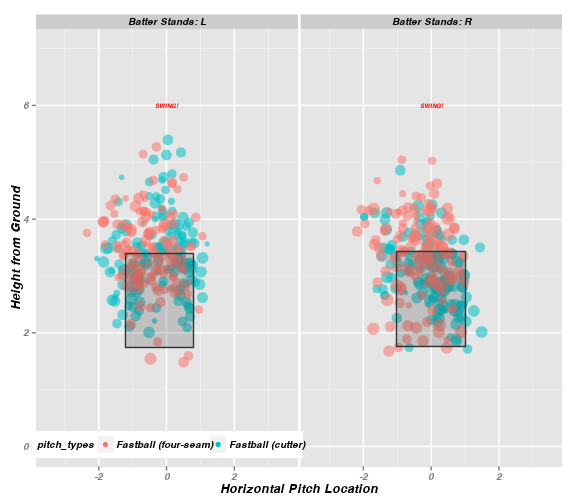 Batter Stands: L Batter Stands: R
SWING! SWING!
6
4
2
0
Height from Ground
pitch_types Fastball (four-seam) Fastball (cutter)
-2 0 2 -2 0 2
Horizontal Pitch Location